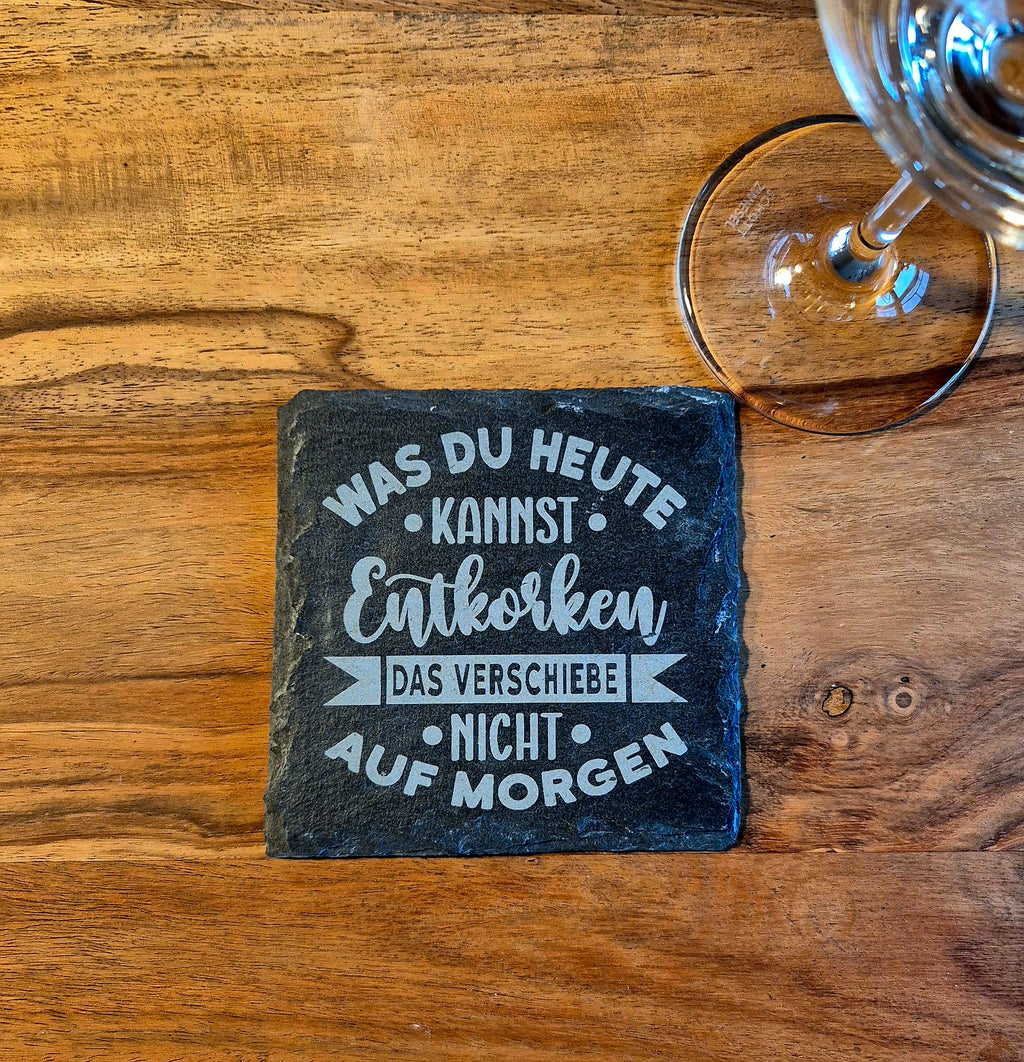 WAS DU HEUTE
• KANNST •
Entkorken
DAS VERSCHIEBE
• NICHT •
AUF MORGEN